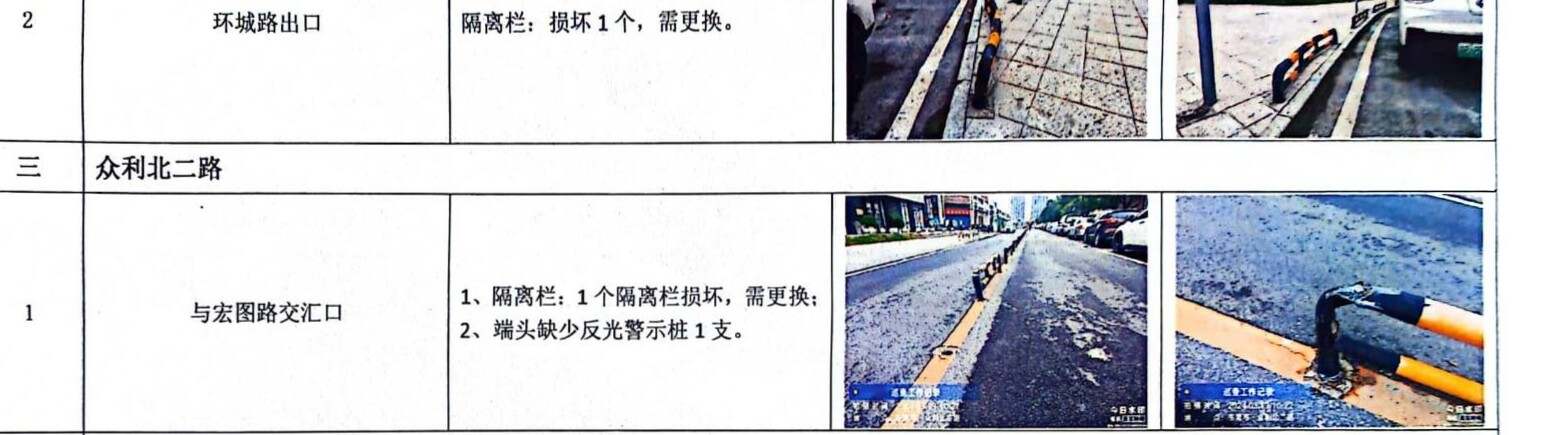 2
环城路出口
隔离栏：损坏 1 个，需更换。
三
众利北二路
1
与宏图路交汇口
1、隔离栏：1 个隔离栏损坏，需更换；
2、端头缺少反光警示桩 1 支。
巡查工作记录
今日水印
巡查工作记录
今日水印